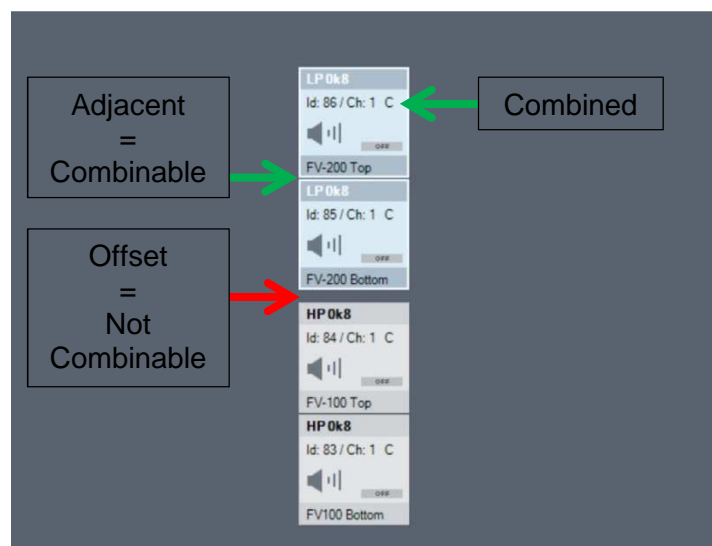 Adjacent
=
Combinable
Offset
=
Not
Combinable
LP 0k8
Id: 86 / Ch: 1 C
OFF
FV-200 Top
LP 0k8
Id: 85 / Ch: 1 C
OFF
FV-200 Bottom
HP 0k8
Id: 84 / Ch: 1 C
OFF
FV-100 Top
HP 0k8
Id: 83 / Ch: 1 C
OFF
FV100 Bottom
Combined